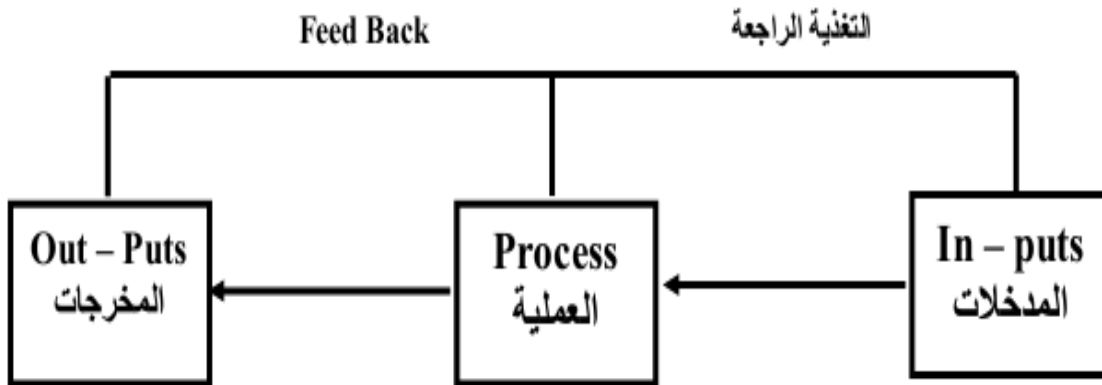 Feed Back
التغذية الراجعة
In – puts
المدخلات
Process
العملية
Out – Puts
المخرجات